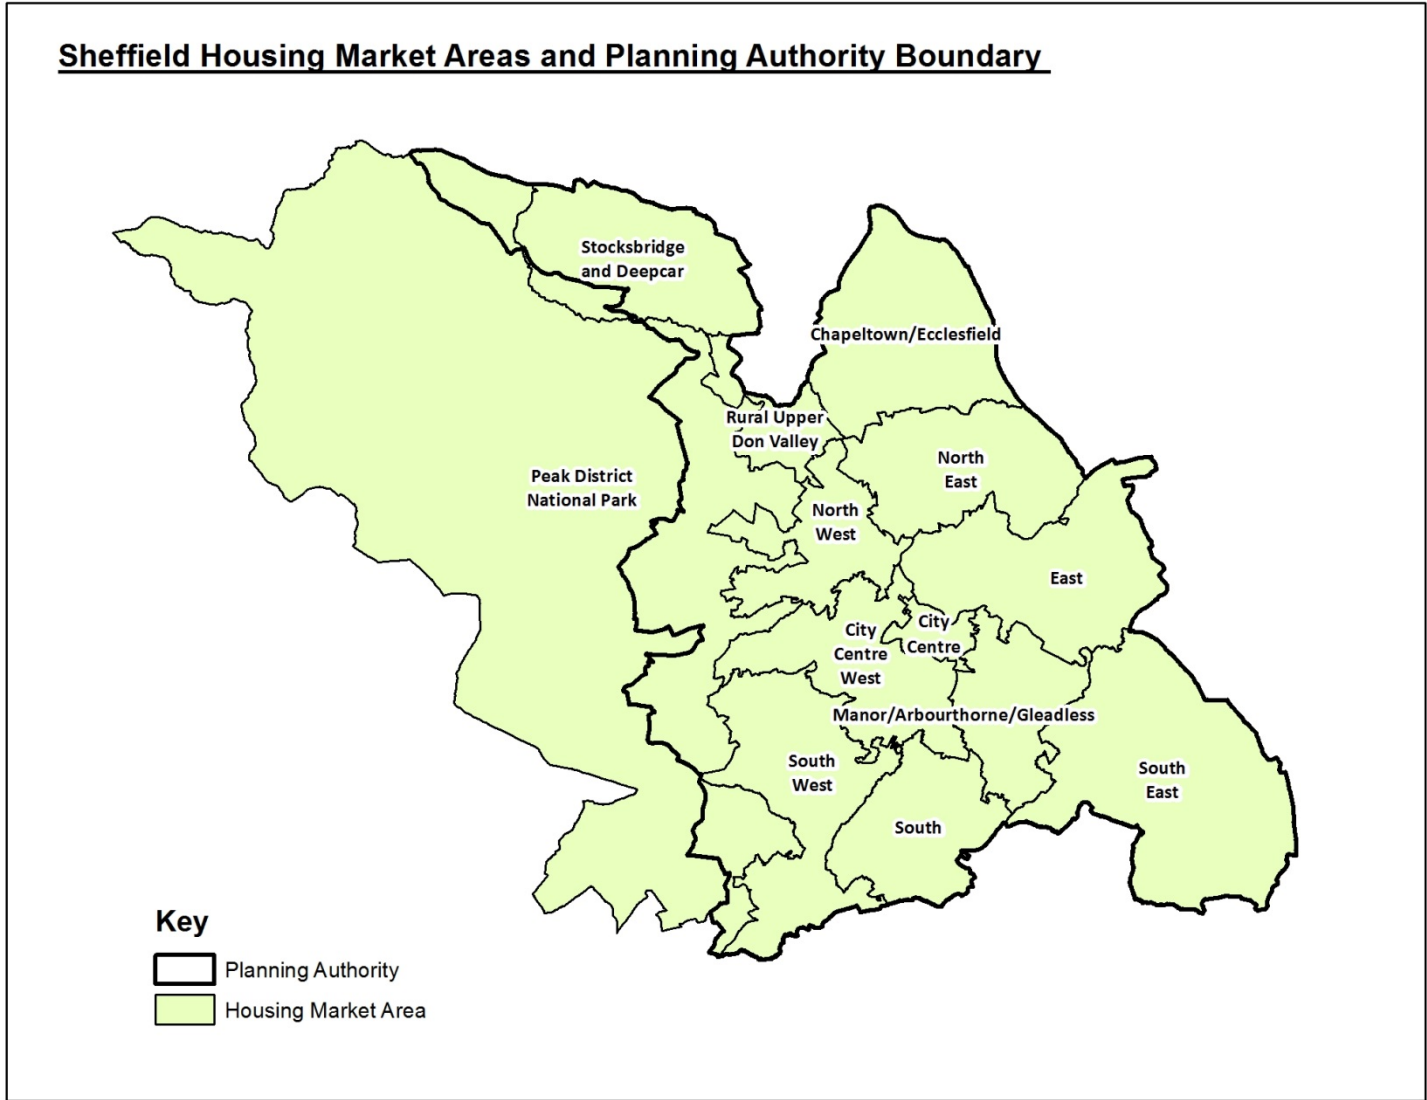 Sheffield Housing Market Areas and Planning Authority Boundary
Stocksbridge
and Deepcar
Chapeltown/Ecclesfield
Rural Upper
Don Valley
North
East
Peak District
National Park
North
West
East
City
Centre
West
City
Centre
Manor/Arbourthorne/Gleadless
South
West
South
East
South
Key
Planning Authority
Housing Market Area